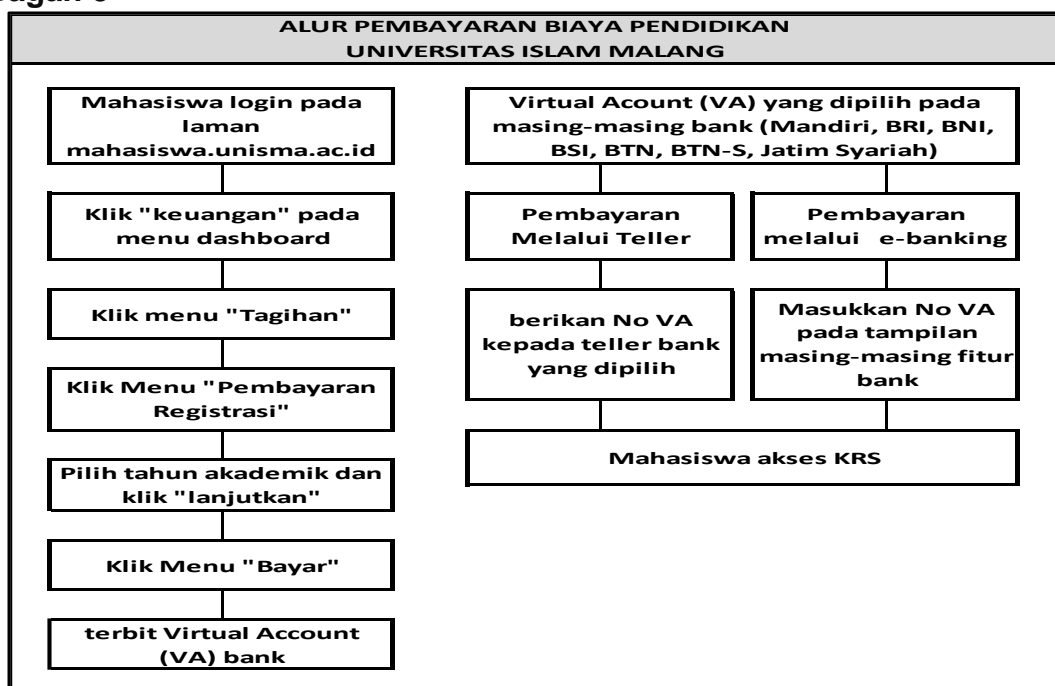 ALUR PEMBAYARAN BIAYA PENDIDIKAN
UNIVERSITAS ISLAM MALANG
Mahasiswa login pada
laman
mahasiswa.unisma.ac.id
Klik "keuangan" pada
menu dashboard
Klik menu "Tagihan"
Klik Menu "Pembayaran
Registrasi"
Pilih tahun akademik dan
klik "lanjutkan"
Klik Menu "Bayar"
terbit Virtual Account
(VA) bank
Virtual Acount (VA) yang dipilih pada
masing-masing bank (Mandiri, BRI, BNI,
BSI, BTN, BTN-S, Jatim Syariah)
Pembayaran
Melalui Teller
berikan No VA
kepada teller bank
yang dipilih
Pembayaran
melalui e-banking
Masukkan No VA
pada tampilan
masing-masing fitur
bank
Mahasiswa akses KRS